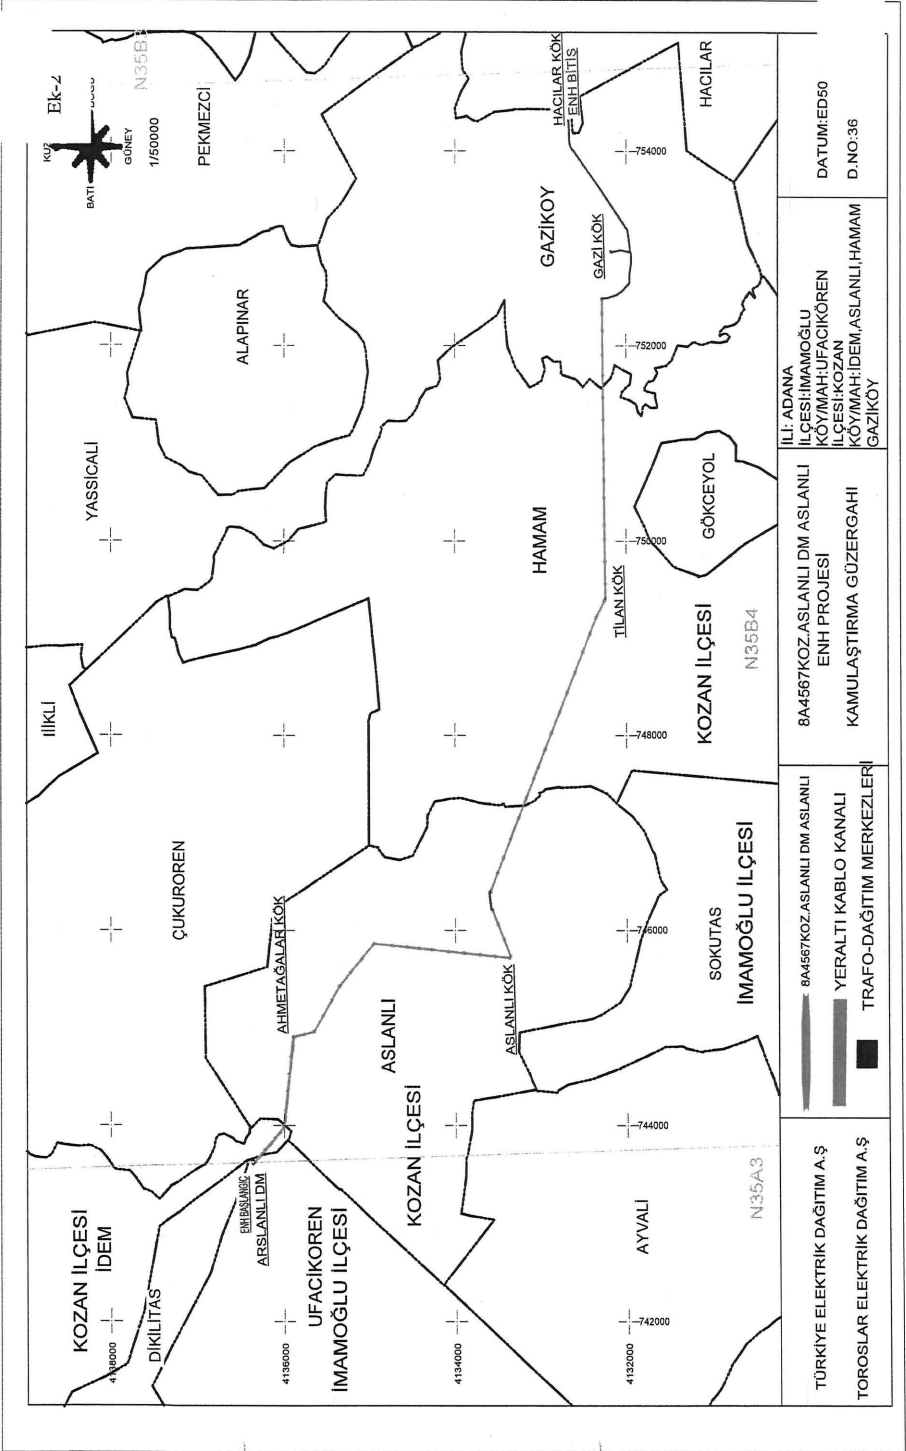 Ek-2
BATI
GÜNEY
1/50000
PEKMEZCİ
YASSICALI
ALAPINAR
İliKLİ
ÇUKUROREN
KOZAN İLÇESİ
İDEM
DİKİLİTAS
4138000
4136000
4134000
4132000
ENH BAŞLANGIÇ
ARSLANLI DM
UFACIKOREN
İMAMOĞLU İLÇESİ
AHMETAĞALAR KÖK
ASLANLI
KOZAN İLÇESİ
ASLANLI KÖK
HAMAM
TİLAN KÖK
GAZİKOY
GAZİ KÖK
HACILAR KÖK
ENH BİTİŞ
HACILAR
GÖKCEYOL
KOZAN İLÇESİ
N35B4
SOKUTAS
İMAMOĞLU İLÇESİ
AYVALI
N35A3
742000
744000
746000
748000
750000
752000
754000
TÜRKİYE ELEKTRİK DAĞITIM A.Ş
TOROSLAR ELEKTRİK DAĞITIM A.Ş
8A4567KOZ.ASLANLI DM ASLANLI
YERALTI KABLO KANALI
TRAFO-DAĞITIM MERKEZLERİ
8A4567KOZ.ASLANLI DM ASLANLI
ENH PROJESİ
KAMULAŞTIRMA GÜZERGAHI
İLİ: ADANA
İLÇESİ:İMAMOĞLU
KÖY/MAH:UFACIKÖREN
İLÇESİ:KOZAN
KÖY/MAH:İDEM,ASLANLI,HAMAM
GAZİKÖY
DATUM:ED50
D.NO:36